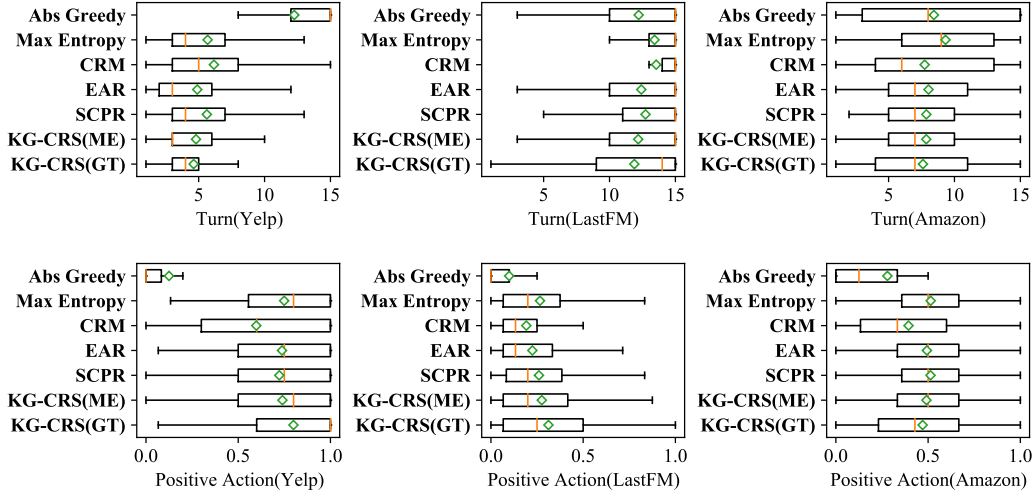 Abs Greedy
Max Entropy
CRM
EAR
SCPR
KG-CRS(ME)
KG-CRS(GT)
5 10 15
Turn(Yelp)
Abs Greedy
Max Entropy
CRM
EAR
SCPR
KG-CRS(ME)
KG-CRS(GT)
5 10 15
Turn(LastFM)
Abs Greedy
Max Entropy
CRM
EAR
SCPR
KG-CRS(ME)
KG-CRS(GT)
5 10 15
Turn(Amazon)
Abs Greedy
Max Entropy
CRM
EAR
SCPR
KG-CRS(ME)
KG-CRS(GT)
0.0 0.5 1.0
Positive Action(Yelp)
Abs Greedy
Max Entropy
CRM
EAR
SCPR
KG-CRS(ME)
KG-CRS(GT)
0.0 0.5 1.0
Positive Action(LastFM)
Abs Greedy
Max Entropy
CRM
EAR
SCPR
KG-CRS(ME)
KG-CRS(GT)
0.0 0.5 1.0
Positive Action(Amazon)